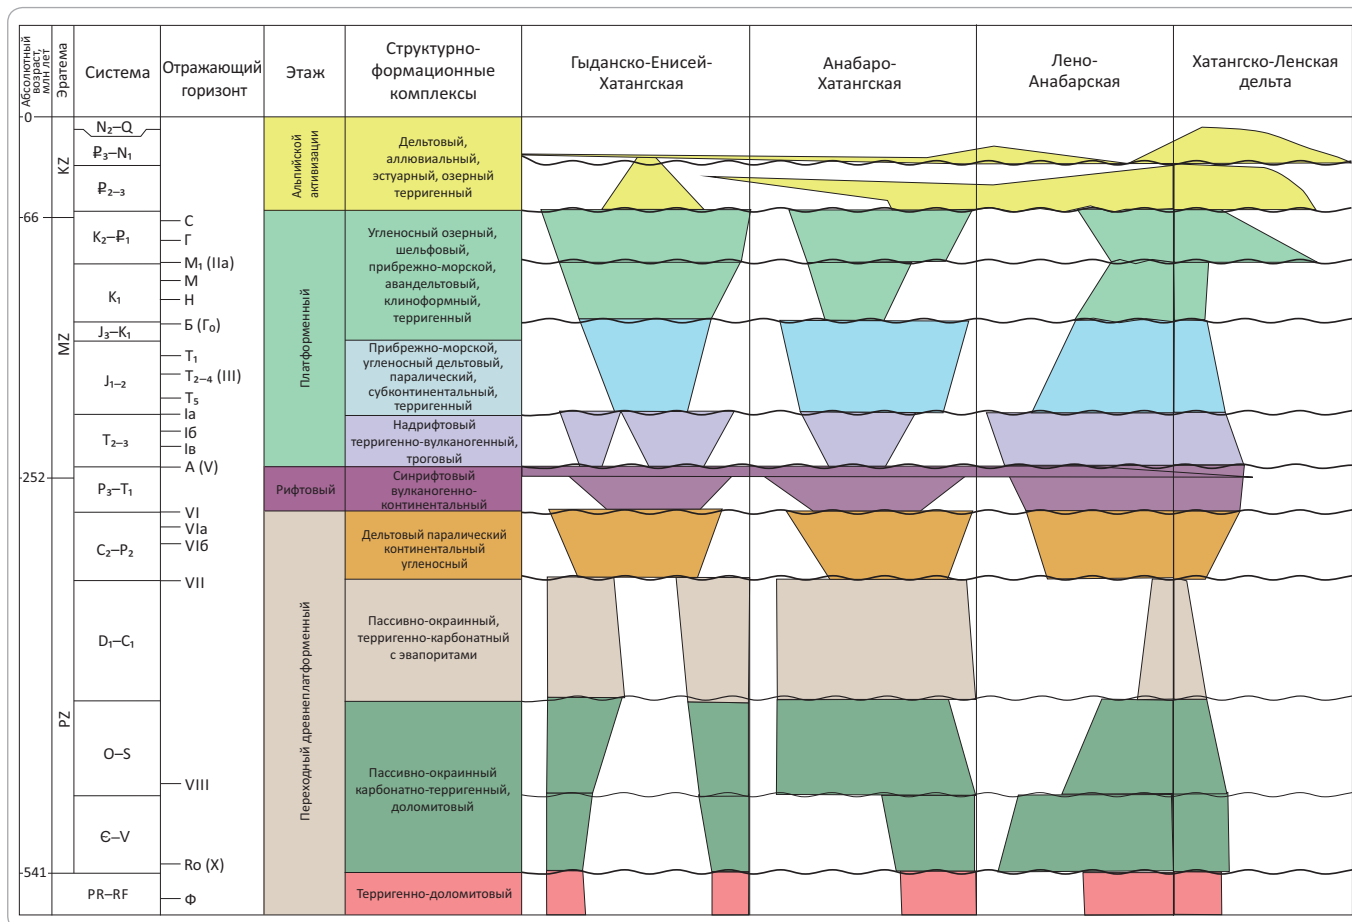 Абсолютный
возраст,
млн лет
Эратема
Система
Отражающий
горизонт
Этаж
Структурно-
формационные
комплексы
Гыданско-Енисей-
Хатангская
Анабаро-
Хатангская
Лено-
Анабарская
Хатангско-Ленская
дельта
0
66
252
541
KZ
MZ
PZ
N₂–Q
₽₃–N₁
₽₂₋₃
K₂–₽₁
K₁
J₃–K₁
J₁₋₂
T₂₋₃
P₃–T₁
C₂–P₂
D₁–C₁
O–S
Є–V
PR–RF
С
Г
М₁ (IIа)
М
Н
Б (Г₀)
Т₁
Т₂₋₄ (III)
Т₅
Iа
Iб
Iв
А (V)
VI
VIа
VIб
VII
VIII
Ro (X)
Ф
Альпийской
активизации
Платформенный
Рифтовый
Переходный древнеплатформенный
Дельтовый,
аллювиальный,
эстуарный, озерный
терригенный
Угленосный озерный,
шельфовый,
прибрежно-морской,
авандельтовый,
клиноформный,
терригенный
Прибрежно-морской,
угленосный дельтовый,
паралический,
субконтинентальный,
терригенный
Надрифтовый
терригенно-вулканогенный,
троговый
Синрифтовый
вулканогенно-
континентальный
Дельтовый паралический
континентальный
угленосный
Пассивно-окраинный,
терригенно-карбонатный
с эвапоритами
Пассивно-окраинный
карбонатно-терригенный,
доломитовый
Терригенно-доломитовый